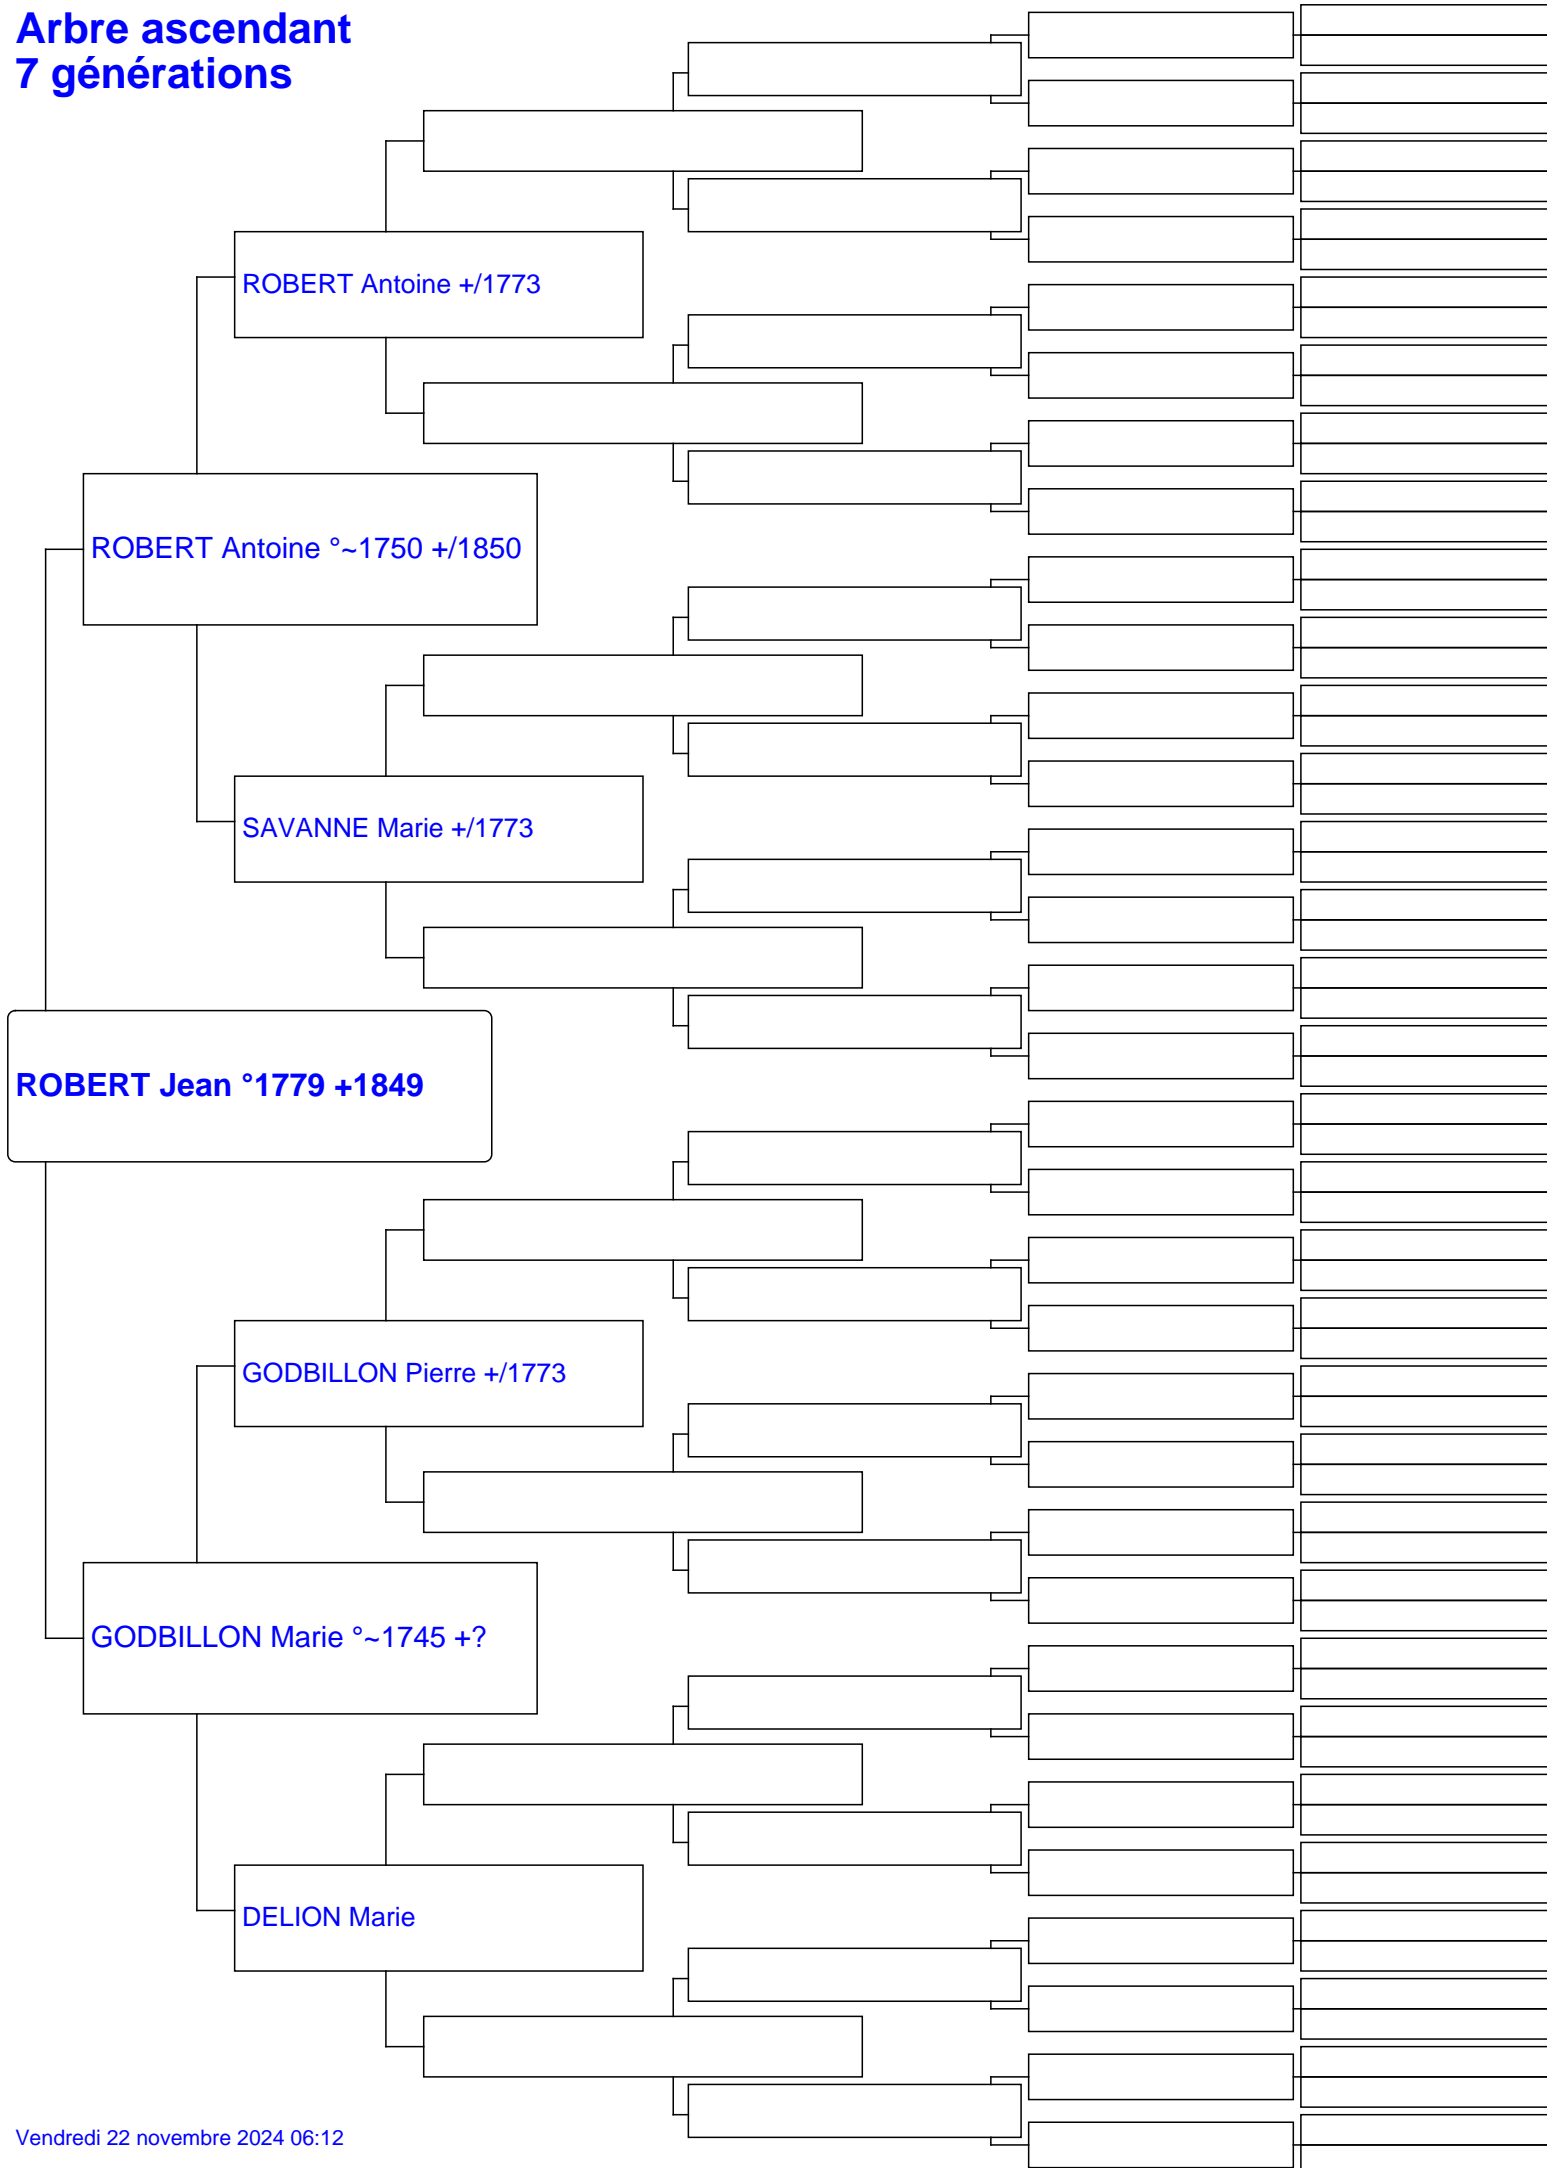 Arbre ascendant
7 générations
ROBERT Antoine +/1773
ROBERT Antoine °~1750 +/1850
SAVANNE Marie +/1773
ROBERT Jean °1779 +1849
GODBILLON Pierre +/1773
GODBILLON Marie °~1745 +?
DELION Marie
Vendredi 22 novembre 2024 06:12